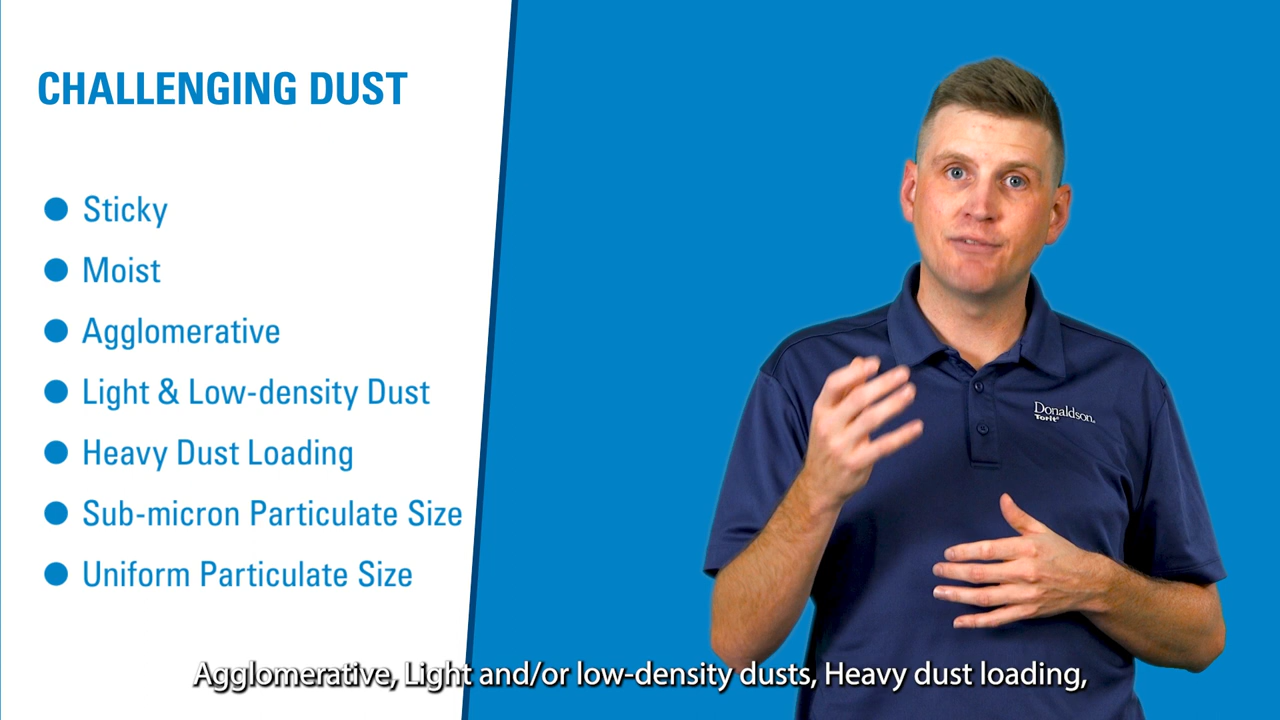 CHALLENGING DUST
Sticky
Moist
Agglomerative
Light & Low-density Dust
Heavy Dust Loading
Sub-micron Particulate Size
Uniform Particulate Size
Donaldson.
Torit
Agglomerative, Light and/or low-density dusts, Heavy dust loading,